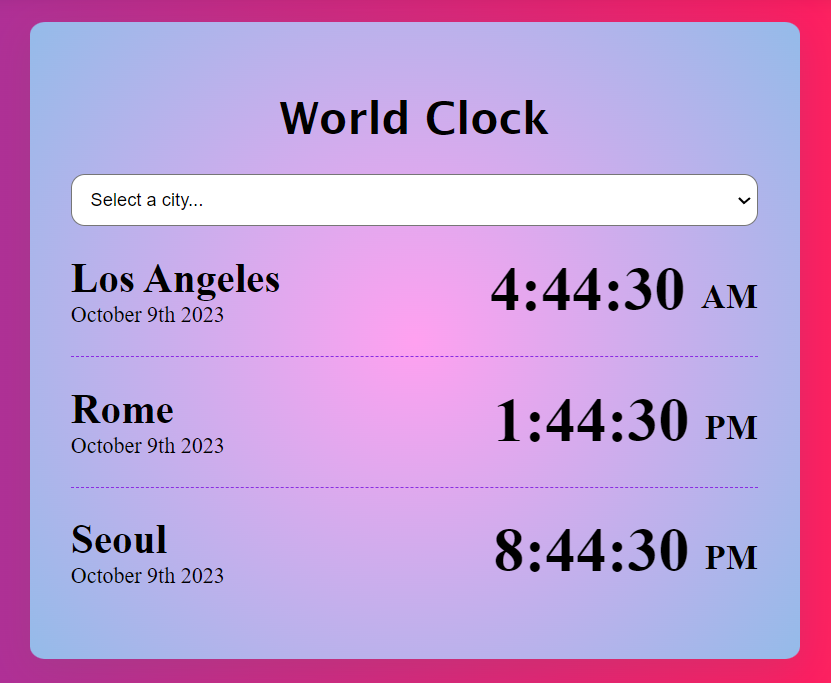 World Clock
Select a city...
Los Angeles
October 9th 2023
4:44:30 AM
Rome
October 9th 2023
1:44:30 PM
Seoul
October 9th 2023
8:44:30 PM